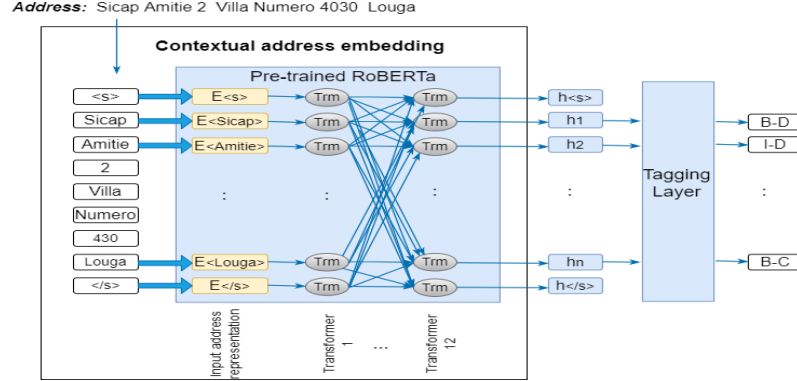 Address: Sicap Amitie 2 Villa Numero 4030 Louga
Contextual address embedding
Pre-trained RoBERTa
<s> E<s> Trm Trm h<s>
Sicap E<Sicap> Trm Trm h1 B-D
Amitie E<Amitie> Trm Trm h2 I-D
2
Villa : : : : :
Tagging
Layer
Numero
430
Louga E<Louga> Trm Trm hn B-C
</s> E</s> Trm Trm h</s>
Input address
representation
Transformer
1
...
Transformer
12